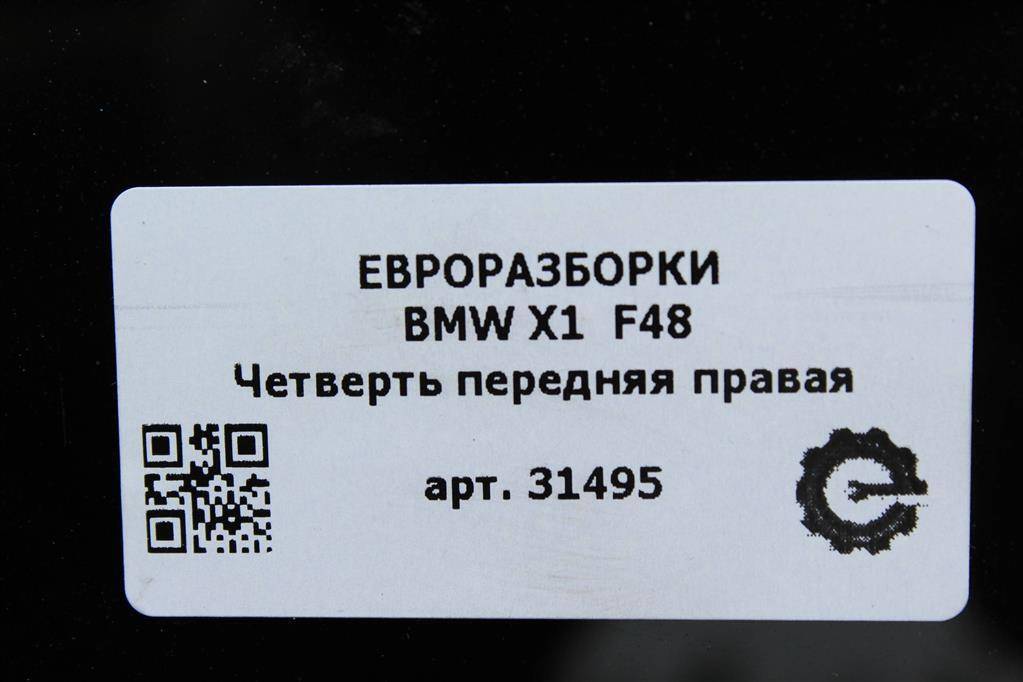 ЕВРОРАЗБОРКИ
BMW X1 F48
Четверть передняя правая
арт. 31495